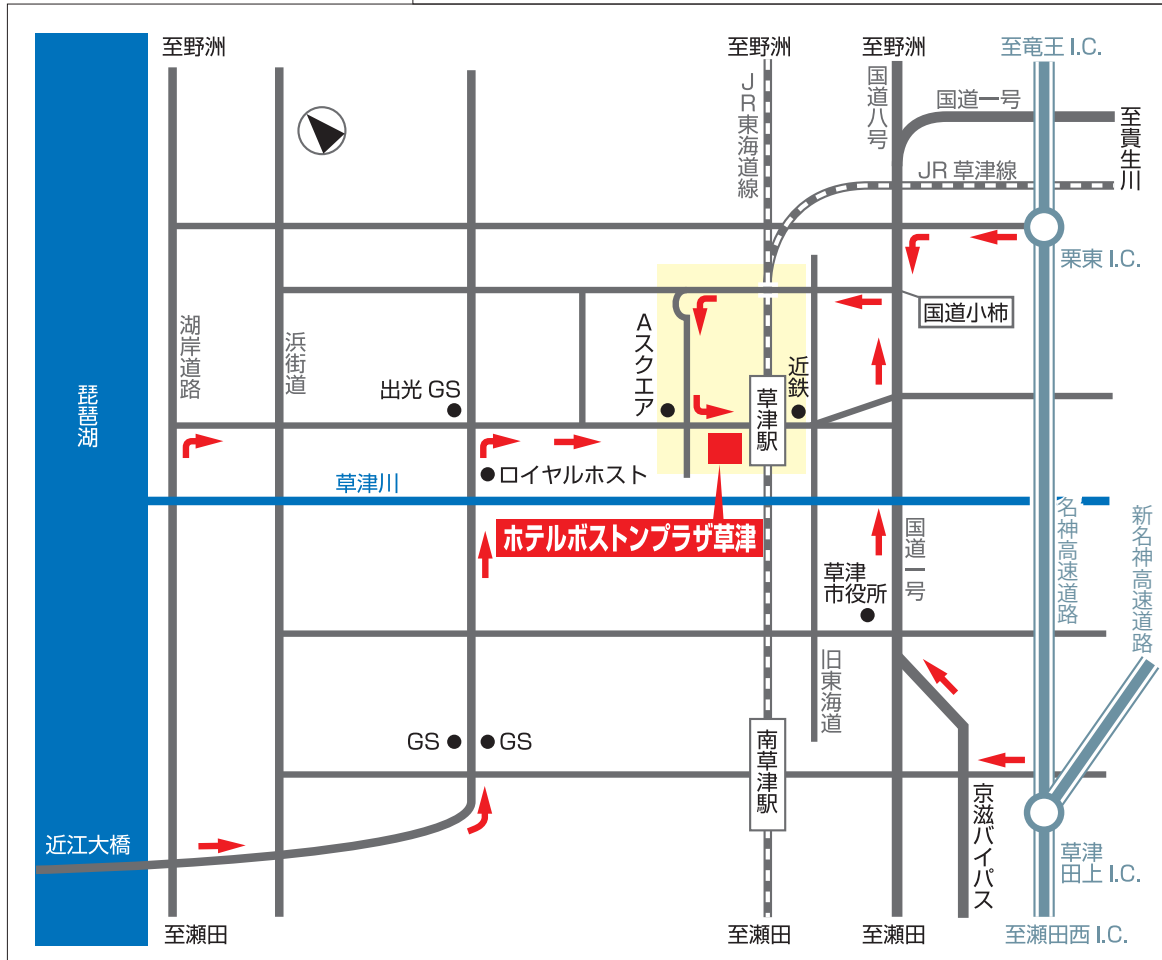 至野洲
至野洲
至野洲
至竜王 I.C.
国道八号
国道一号
至貴生川
JR東海道線
JR 草津線
栗東 I.C.
国道小柿
湖岸道路
浜街道
Aスクエア
近鉄
出光 GS
草津駅
琵琶湖
ロイヤルホスト
草津川
ホテルボストンプラザ草津
国道一号
名神高速道路
新名神高速道路
草津
市役所
旧東海道
GS
GS
南草津駅
京滋バイパス
近江大橋
草津
田上 I.C.
至瀬田
至瀬田
至瀬田
至瀬田西 I.C.